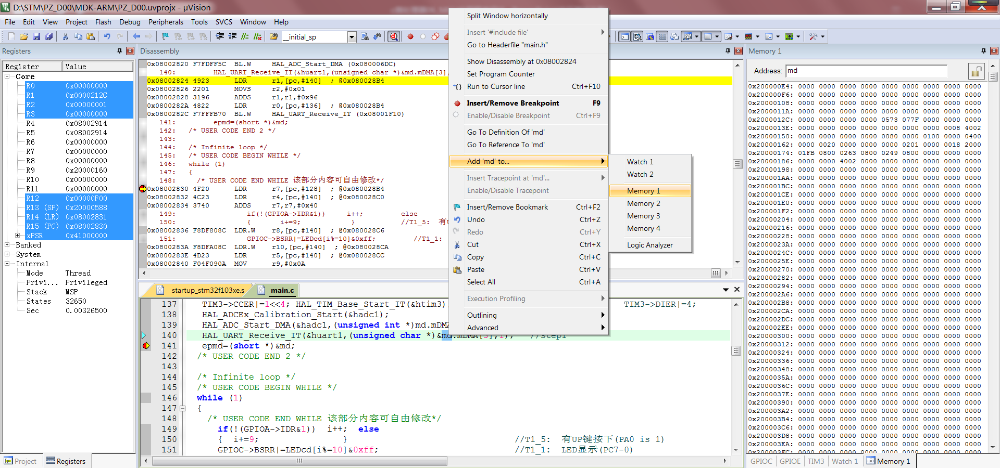 D:\STM\PZ_D00\MDK-ARM\PZ_D00.uvprojx - µVision
File Edit View Project Flash Debug Peripherals Tools SVCS Window Help
__initial_sp
Registers
Register Value
Core
R0 0x00000000
R1 0x0000212C
R2 0x00000001
R3 0x00000000
R4 0x08002914
R5 0x08002914
R6 0x00000000
R7 0x00000000
R8 0x00000000
R9 0x20000160
R10 0x00000000
R11 0x00000000
R12 0x00000F00
R13 (SP) 0x20000588
R14 (LR) 0x08002831
R15 (PC) 0x08002830
xPSR 0x41000000
Banked
System
Internal
Mode Thread
Privi... Privileged
Stack MSP
States 32650
Sec 0.00326500
Project Registers
Disassembly
0x08002820 F7FDFF5C BL.W HAL_ADC_Start_DMA (0x080006DC)
140: HAL_UART_Receive_IT(&huart1,(unsigned char *)&md.mDMA[3],
0x08002824 4923 LDR r1,[pc,#140] ; @0x080028B4
0x08002826 2201 MOVS r2,#0x01
0x08002828 3196 ADDS r1,r1,#0x96
0x0800282A 4822 LDR r0,[pc,#136] ; @0x080028B4
0x0800282C F7FFFB70 BL.W HAL_UART_Receive_IT (0x08001F10)
141: epmd=(short *)&md;
142: /* USER CODE END 2 */
143:
144: /* Infinite loop */
145: /* USER CODE BEGIN WHILE */
146: while (1)
147: {
148: /* USER CODE END WHILE 该部分内容可自由修改*/
0x08002830 4F20 LDR r7,[pc,#128] ; @0x080028B4
0x08002832 4C23 LDR r4,[pc,#140] ; @0x080028C0
0x08002834 3740 ADDS r7,r7,#0x40
149: if(!(GPIOA->IDR&1)) i++; else
150: { i+=9; } //T1_5: 有
0x08002836 F8DF808C LDR.W r8,[pc,#140] ; @0x080028C6
151: GPIOC->BSRR|=LEDcd[i%=10]&0xff; //T1_1:
0x0800283A F8DFA08C LDR.W r10,[pc,#140] ; @0x080028CA
0x0800283E 4D23 LDR r5,[pc,#140] ; @0x080028CC
0x08002840 F04F090A MOV r9,#0x0A
startup_stm32f103xe.s main.c
137 TIM3->CCER|=1<<4; HAL_TIM_Base_Start_IT(&htim3) TIM3->DIER|=4;
138 HAL_ADCEx_Calibration_Start(&hadc1);
139 HAL_ADC_Start_DMA(&hadc1,(unsigned int *)md.mDMA
140 HAL_UART_Receive_IT(&huart1,(unsigned char *)&md.mDMA[3],1); //step1
141 epmd=(short *)&md;
142 /* USER CODE END 2 */
143
144 /* Infinite loop */
145 /* USER CODE BEGIN WHILE */
146 while (1)
147 {
148 /* USER CODE END WHILE 该部分内容可自由修改*/
149 if(!(GPIOA->IDR&1)) i++; else
150 { i+=9; } //T1_5: 有UP键按下(PA0 is 1)
151 GPIOC->BSRR|=LEDcd[i%=10]&0xff; //T1_1: LED显示(PC7-0)
Split Window horizontally
Insert '#include file'
Go to Headerfile "main.h"
Show Disassembly at 0x08002824
Set Program Counter
Run to Cursor line Ctrl+F10
Insert/Remove Breakpoint F9
Enable/Disable Breakpoint Ctrl+F9
Go To Definition Of 'md'
Go To Reference To 'md'
Add 'md' to...
Insert Tracepoint at 'md'...
Enable/Disable Tracepoint
Insert/Remove Bookmark Ctrl+F2
Undo Ctrl+Z
Redo Ctrl+Y
Cut Ctrl+X
Copy Ctrl+C
Paste Ctrl+V
Select All Ctrl+A
Execution Profiling
Outlining
Advanced
Watch 1
Watch 2
Memory 1
Memory 2
Memory 3
Memory 4
Logic Analyzer
Memory 1
Address: md
0x200000E4: 0000 0000 0000 0000 0000 0000 0000 0000 0000
0x200000F6: 0000 0000 0000 0000 0000 0000 0000 0000 0000
0x20000108: 0000 0000 0000 0000 0000 0000 0000 0000 0000
0x2000011A: 0000 0000 0000 0000 0000 0000 0000 0000 0000
0x2000012C: 0000 0000 0000 0000 0573 077F 0000 0000 0000
0x2000013E: 0000 0000 0000 0000 0000 0000 0000 0008 4002
0x20000150: 0000 0000 0000 0000 0080 0000 0100 0000 0400
0x20000162: 0000 0020 0000 0000 0000 0201 0000 0018 2000
0x20000174: 01FB 0800 0263 0800 0249 0800 0000 0000 0000
0x20000186: 0000 0000 4002 0000 0000 0000 0000 0000 0000
0x20000198: 0000 0000 0000 0000 0000 0000 0000 0000 0000
0x200001AA: 0000 0000 0000 0000 0000 0000 0000 0000 0000
0x200001BC: 0000 0000 0000 0000 0000 0000 0000 0000 0000
0x200001CE: 0000 0000 0000 0000 0000 0000 0000 0000 0000
0x200001E0: 0000 0000 0000 0000 0000 0000 0000 0000 0000
0x200001F2: 0000 0000 0000 0000 0000 0000 0000 0000 0000
0x20000204: 0000 0000 0000 0000 0000 0000 0000 0000 0000
0x20000216: 0000 0000 0000 0000 0000 0000 0000 0000 0000
0x20000228: 0000 0000 0000 0000 0000 0000 0000 0000 0000
0x2000023A: 0000 0000 0000 0000 0000 0000 0000 0000 0000
0x2000024C: 0000 0000 0000 0000 0000 0000 0000 0000 0000
0x2000025E: 0000 0000 0000 0000 0000 0000 0000 0000 0000
0x20000270: 0000 0000 0000 0000 0000 0000 0000 0000 0000
0x20000282: 0000 0000 0000 0000 0000 0000 0000 0000 0000
0x20000294: 0000 0000 0000 0000 0000 0000 0000 0000 0000
0x200002A6: 0000 0000 0000 0000 0000 0000 0000 0000 0000
0x200002B8: 0000 0000 0000 0000 0000 0000 0000 0000 0000
0x200002CA: 0000 0000 0000 0000 0000 0000 0000 0000 0000
0x200002DC: 0000 0000 0000 0000 0000 0000 0000 0000 0000
0x200002EE: 0000 0000 0000 0000 0000 0000 0000 0000 0000
0x20000300: 0000 0000 0000 0000 0000 0000 0000 0000 0000
0x20000312: 0000 0000 0000 0000 0000 0000 0000 0000 0000
0x20000324: 0000 0000 0000 0000 0000 0000 0000 0000 0000
0x20000336: 0000 0000 0000 0000 0000 0000 0000 0000 0000
0x20000348: 0000 0000 0000 0000 0000 0000 0000 0000 0000
0x2000035A: 0000 0000 0000 0000 0000 0000 0000 0000 0000
0x2000036C: 0000 0000 0000 0000 0000 0000 0000 0000 0000
0x2000037E: 0000 0000 0000 0000 0000 0000 0000 0000 0000
0x20000390: 0000 0000 0000 0000 0000 0000 0000 0000 0000
0x200003A2: 0000 0000 0000 0000 0000 0000 0000 0000 0000
0x200003B4: 0000 0000 0000 0000 0000 0000 0000 0000 0000
0x200003C6: 0000 0000 0000 0000 0000 0000 0000 0000 0000
0x200003D8: 0000 0000 0000 0000 0000 0000 0000 0000 0000
0x200003EA: 0000 0000 0000 0000 0000 0000 0000 0000 0000
0x200003FC: 0000 0000 0000 0000 0000 0000 0000 0000 0000
GPIOC GPIOE TIM3 Watch 1 Memory 1